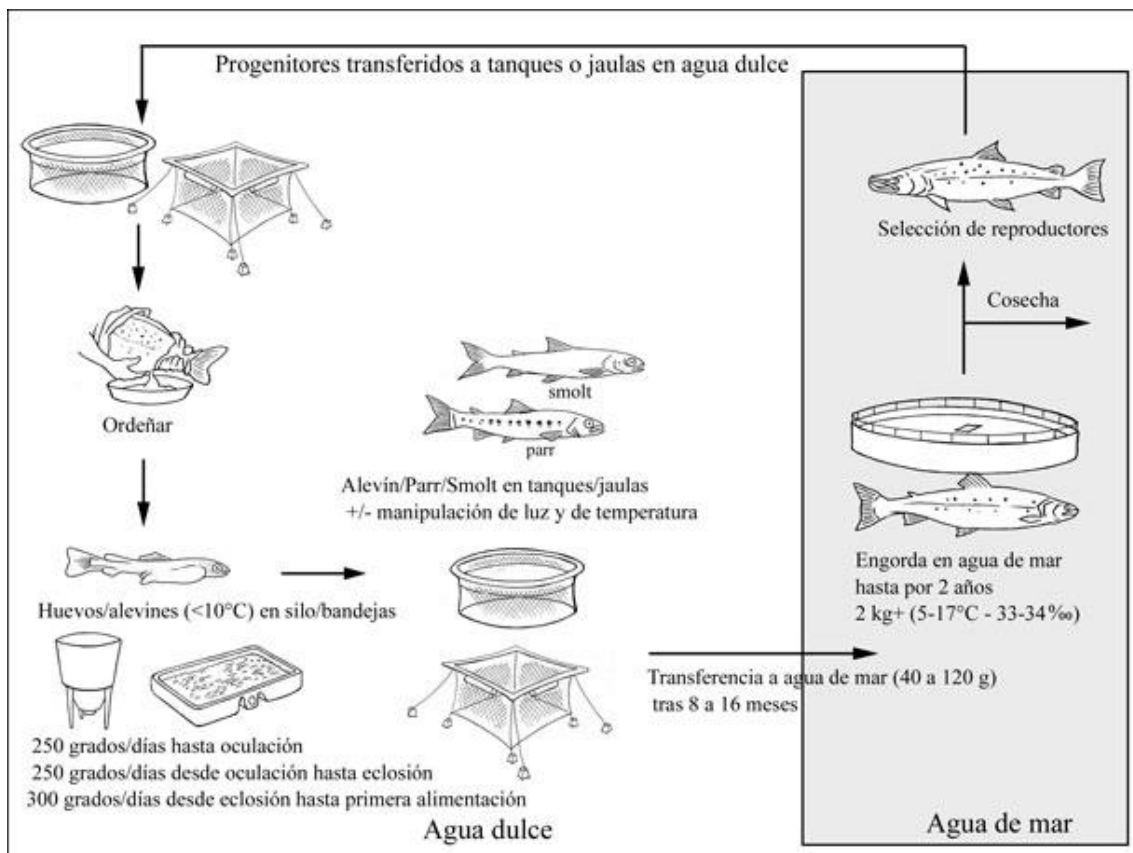 Progenitores transferidos a tanques o jaulas en agua dulce
Selección de reproductores
Cosecha
Ordeñar
smolt
parr
Alevín/Parr/Smolt en tanques/jaulas
+/- manipulación de luz y de temperatura
Huevos/alevines (<10°C) en silo/bandejas
250 grados/días hasta oculación
250 grados/días desde oculación hasta eclosión
300 grados/días desde eclosión hasta primera alimentación
Engorda en agua de mar
hasta por 2 años
2 kg+ (5-17°C - 33-34‰)
Transferencia a agua de mar (40 a 120 g)
tras 8 a 16 meses
Agua dulce
Agua de mar